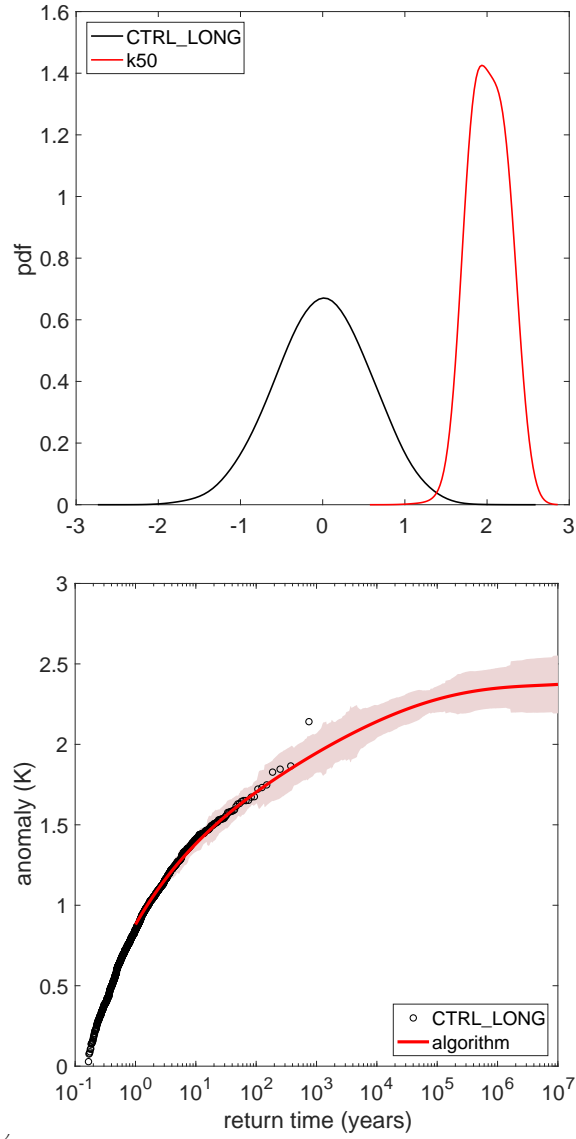 1.6
CTRL_LONG
k50
1.4
1.2
1
0.8
0.6
0.4
0.2
0
pdf
-3 -2 -1 0 1 2 3
3
2.5
2
1.5
1
0.5
0
anomaly (K)
CTRL_LONG
algorithm
10⁻¹ 10⁰ 10¹ 10² 10³ 10⁴ 10⁵ 10⁶ 10⁷
return time (years)